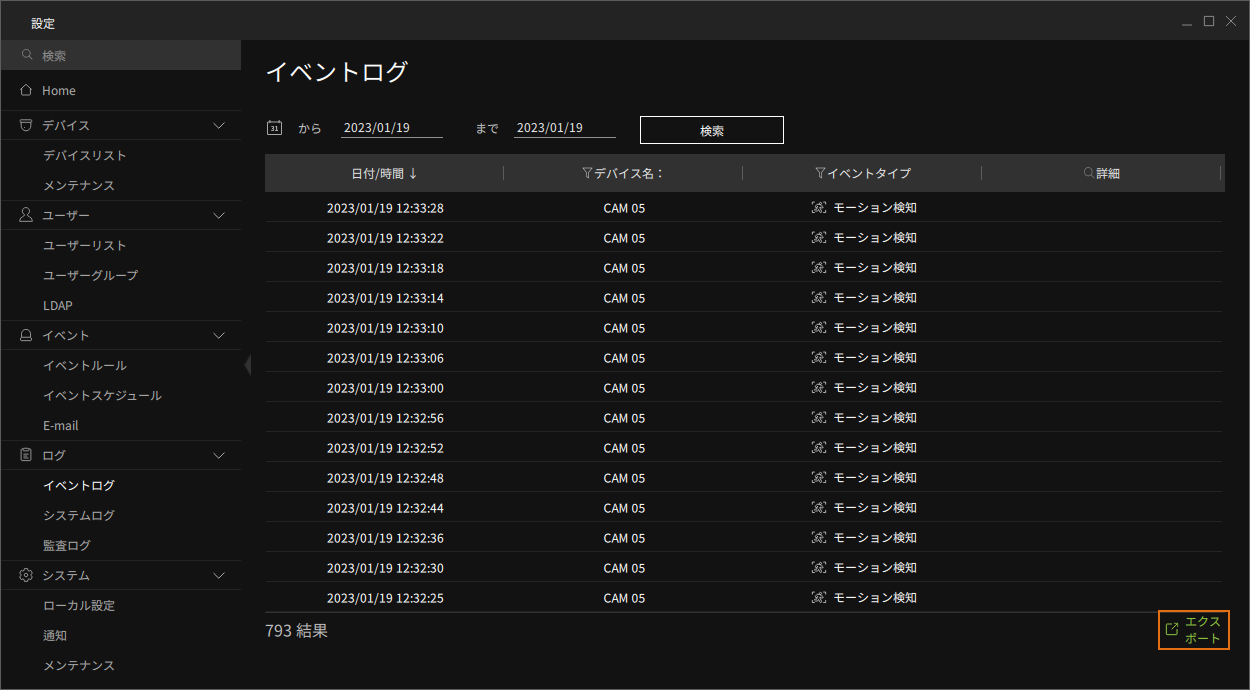 設定
検索
Home
デバイス
デバイスリスト
メンテナンス
ユーザー
ユーザーリスト
ユーザーグループ
LDAP
イベント
イベントルール
イベントスケジュール
E-mail
ログ
イベントログ
システムログ
監査ログ
システム
ローカル設定
通知
メンテナンス
イベントログ
31 から 2023/01/19 まで 2023/01/19 検索
日付/時間 ↓ デバイス名： イベントタイプ 詳細
2023/01/19 12:33:28 CAM 05 モーション検知
2023/01/19 12:33:22 CAM 05 モーション検知
2023/01/19 12:33:18 CAM 05 モーション検知
2023/01/19 12:33:14 CAM 05 モーション検知
2023/01/19 12:33:10 CAM 05 モーション検知
2023/01/19 12:33:06 CAM 05 モーション検知
2023/01/19 12:33:00 CAM 05 モーション検知
2023/01/19 12:32:56 CAM 05 モーション検知
2023/01/19 12:32:52 CAM 05 モーション検知
2023/01/19 12:32:48 CAM 05 モーション検知
2023/01/19 12:32:44 CAM 05 モーション検知
2023/01/19 12:32:36 CAM 05 モーション検知
2023/01/19 12:32:30 CAM 05 モーション検知
2023/01/19 12:32:25 CAM 05 モーション検知
793 結果
エクス
ポート